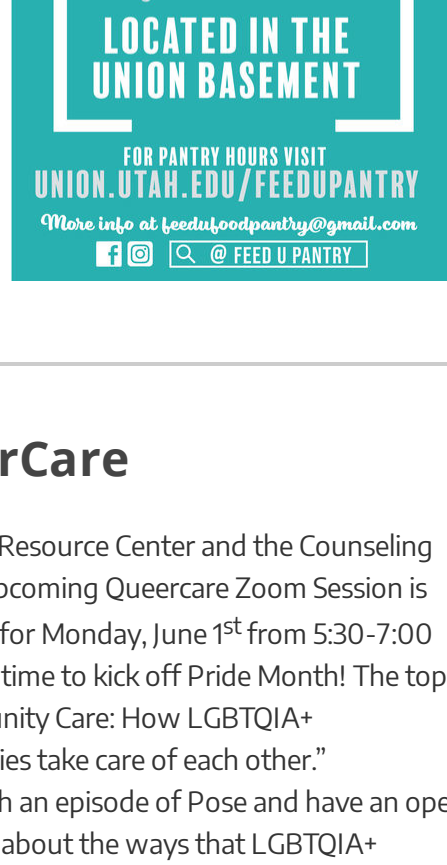 LOCATED IN THE
UNION BASEMENT
FOR PANTRY HOURS VISIT
UNION.UTAH.EDU/FEEDUPANTRY
More info at feedufoodpantry@gmail.com
@ FEED U PANTRY
rCare
Resource Center and the Counseling
pcoming Queercare Zoom Session is
for Monday, June 1st from 5:30-7:00
time to kick off Pride Month! The top
unity Care: How LGBTQIA+
ies take care of each other.”
h an episode of Pose and have an ope
about the ways that LGBTQIA+